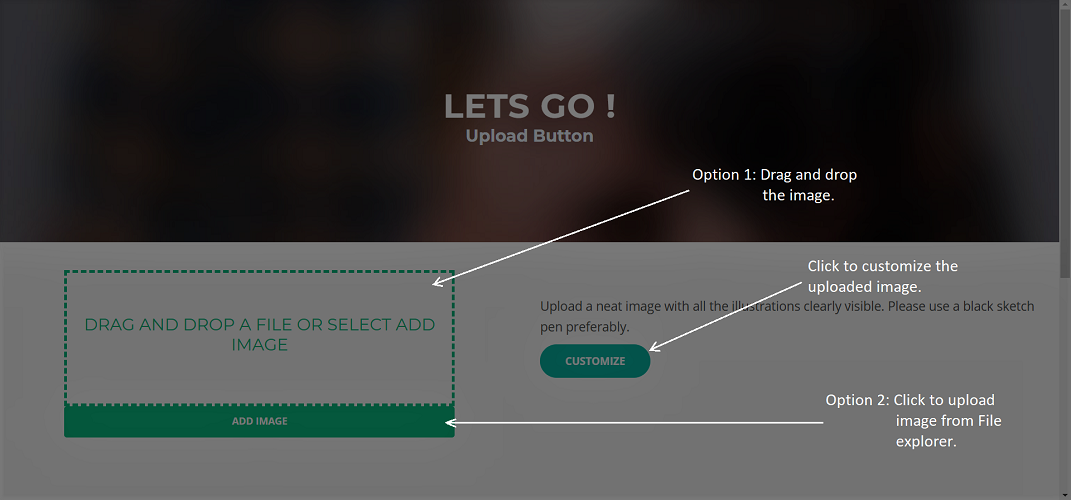 LETS GO !
Upload Button
Option 1: Drag and drop
the image.
Click to customize the
uploaded image.
Upload a neat image with all the illustrations clearly visible. Please use a black sketch
pen preferably.
DRAG AND DROP A FILE OR SELECT ADD
IMAGE
CUSTOMIZE
Option 2: Click to upload
image from File
explorer.
ADD IMAGE